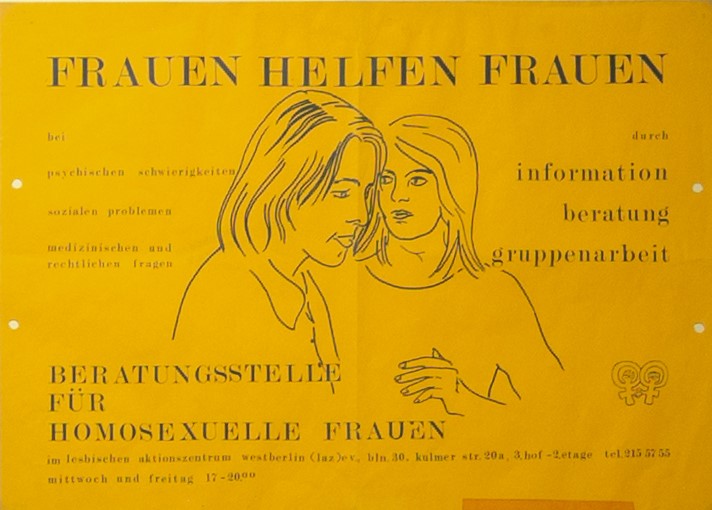 FRAUEN HELFEN FRAUEN
bei
psychischen schwierigkeiten
sozialen problemen
medizinischen und
rechtlichen fragen
durch
information
beratung
gruppenarbeit
BERATUNGSSTELLE
FÜR
HOMOSEXUELLE FRAUEN
im lesbischen aktionszentrum westberlin (laz)e.v., bln.30, kulmer str.20a, 3.hof -2.etage tel.215 57 55
mittwoch und freitag 17-20.00